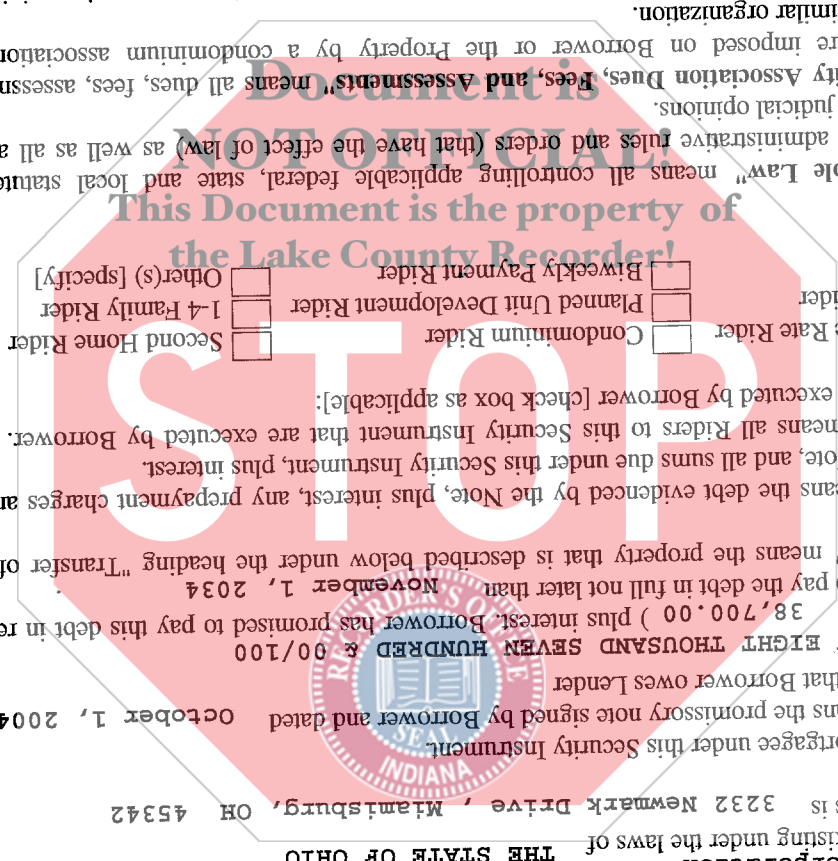 isting under the laws of THE STATE OF OHIO
s is 3232 Newmark Drive , Miamisburg, OH 45342
rtgagee under this Security Instrument.
ns the promissory note signed by Borrower and dated October 1, 2004
that Borrower owes Lender
EIGHT THOUSAND SEVEN HUNDRED & 00/100
38,700.00 ) plus interest. Borrower has promised to pay this debt in re
o pay the debt in full not later than November 1, 2034 .
means the property that is described below under the heading "Transfer of
eans the debt evidenced by the Note, plus interest, any prepayment charges an
ote, and all sums due under this Security Instrument, plus interest.
means all Riders to this Security Instrument that are executed by Borrower.
executed by Borrower [check box as applicable]:
e Rate Rider Condominium Rider Second Home Rider
ider Planned Unit Development Rider 1-4 Family Rider
Biweekly Payment Rider Other(s) [specify]
ble Law" means all controlling applicable federal, state and local statute
administrative rules and orders (that have the effect of law) as well as all a
judicial opinions.
ity Association Dues, Fees, and Assessments" means all dues, fees, assessm
re imposed on Borrower or the Property by a condominium association
imilar organization.
Document is
NOT OFFICIAL!
This Document is the property of
the Lake County Recorder!
STOP
RECORDER'S OFFICE
SEAL
INDIANA